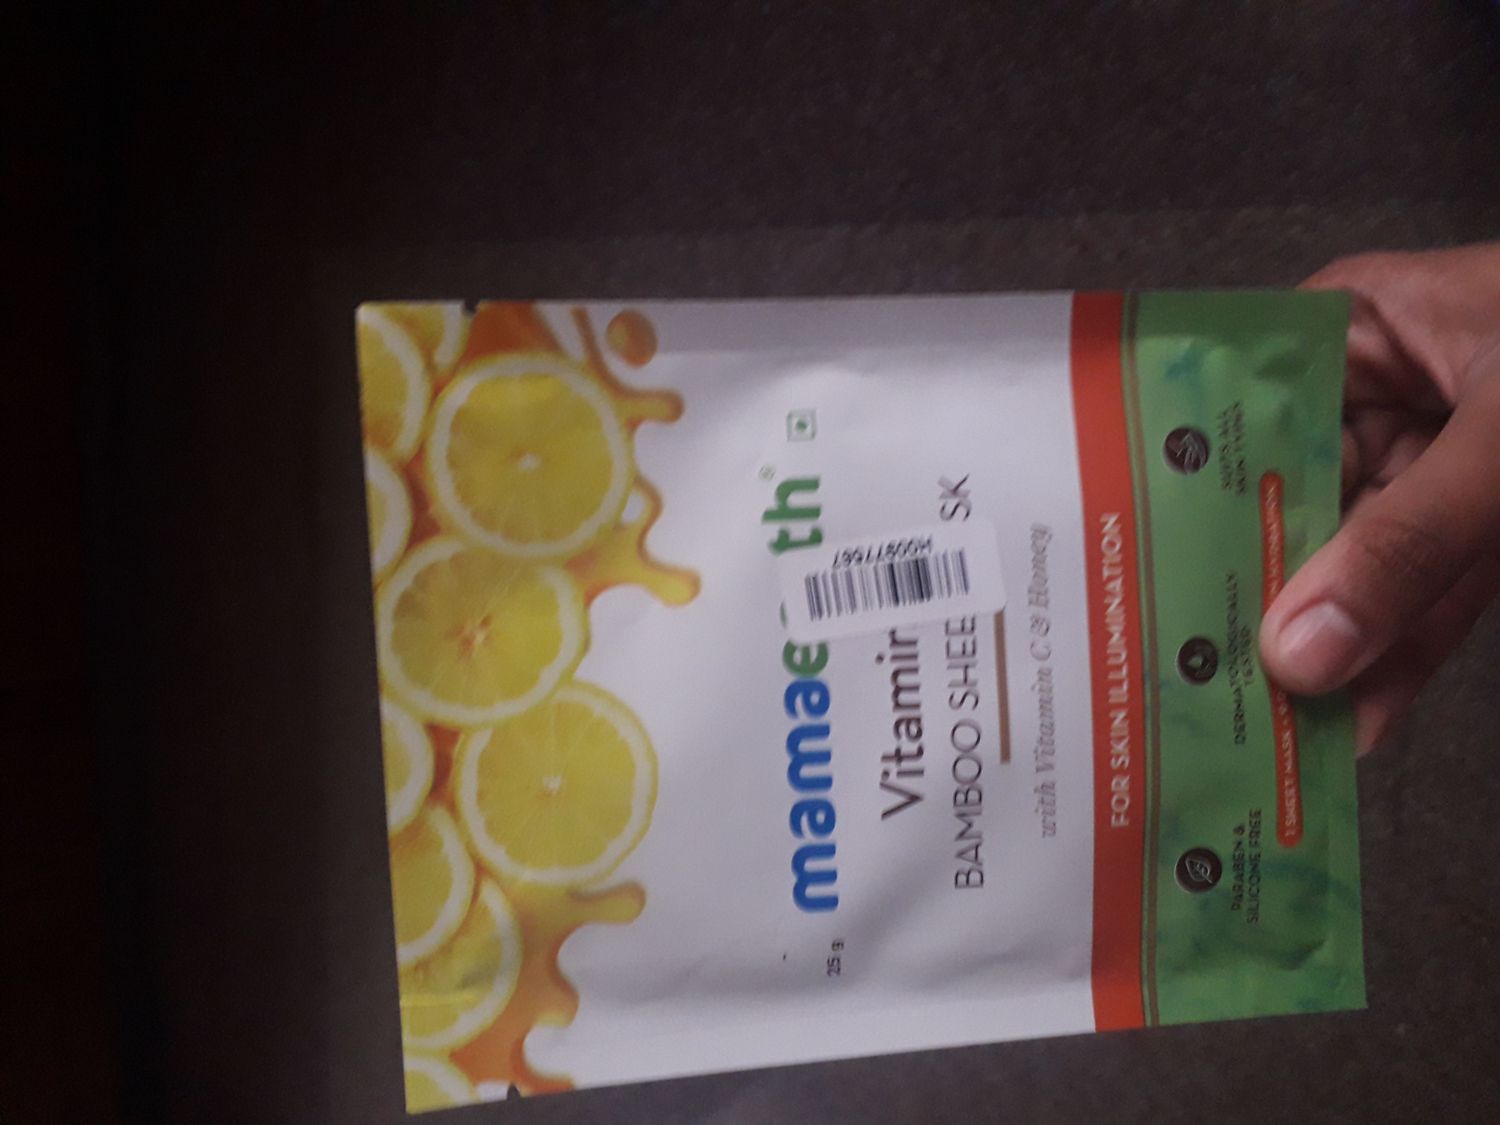 mamae th®
25 g
Vitamin
BAMBOO SHEE SK
with Vitamin C & Honey
FOR SKIN ILLUMINATION
PARABEN &
SILICONE FREE
DERMATOLOGICALLY
TESTED
SUITS ALL
SKIN TYPES
1 SHEET MASK